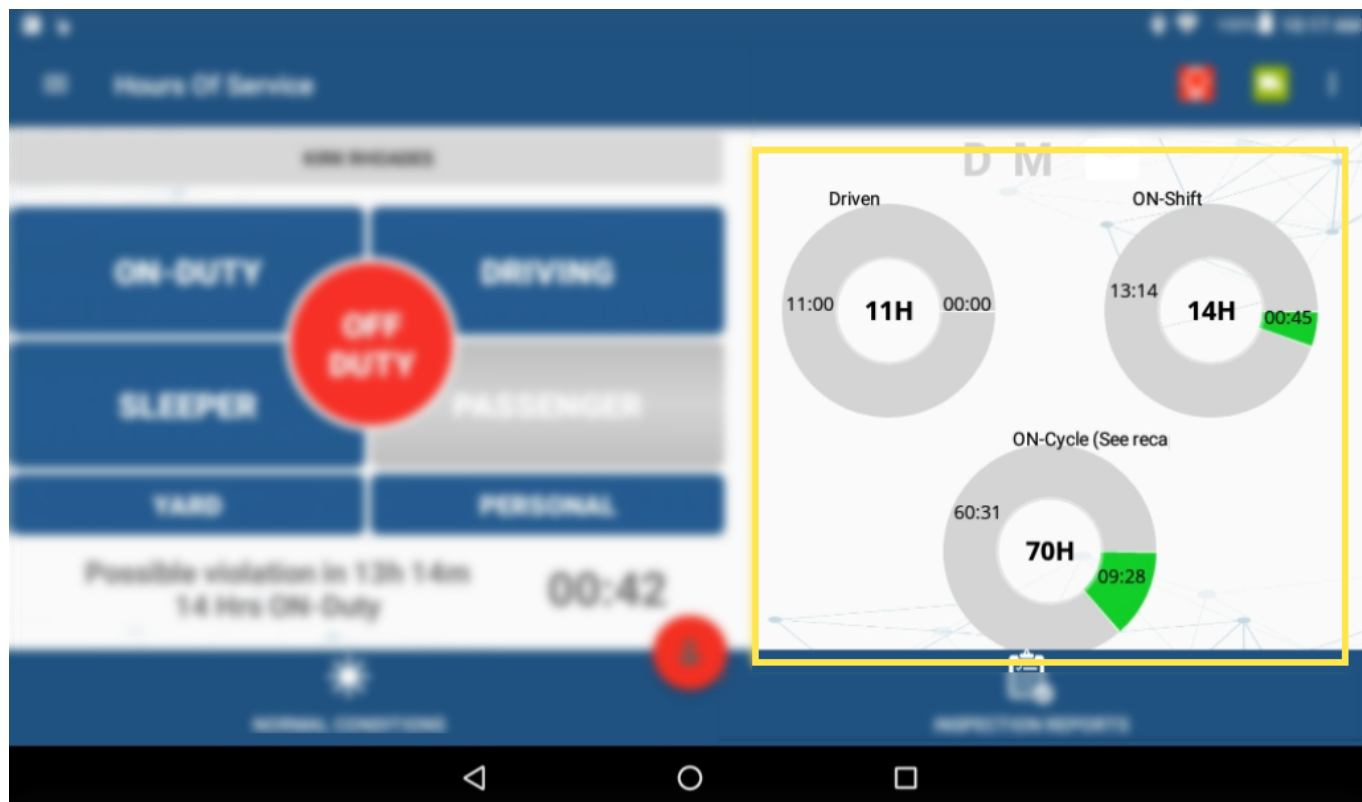 Hours Of Service
KIRK RHOADES
ON-DUTY
DRIVING
OFF
DUTY
SLEEPER
PASSENGER
YARD
PERSONAL
Possible violation in 13h 14m
14 Hrs ON-Duty
00:42
NORMAL CONDITIONS
D M
Driven
11:00
11H
00:00
ON-Shift
13:14
14H
00:45
ON-Cycle (See reca
60:31
70H
09:28
INSPECTION REPORTS